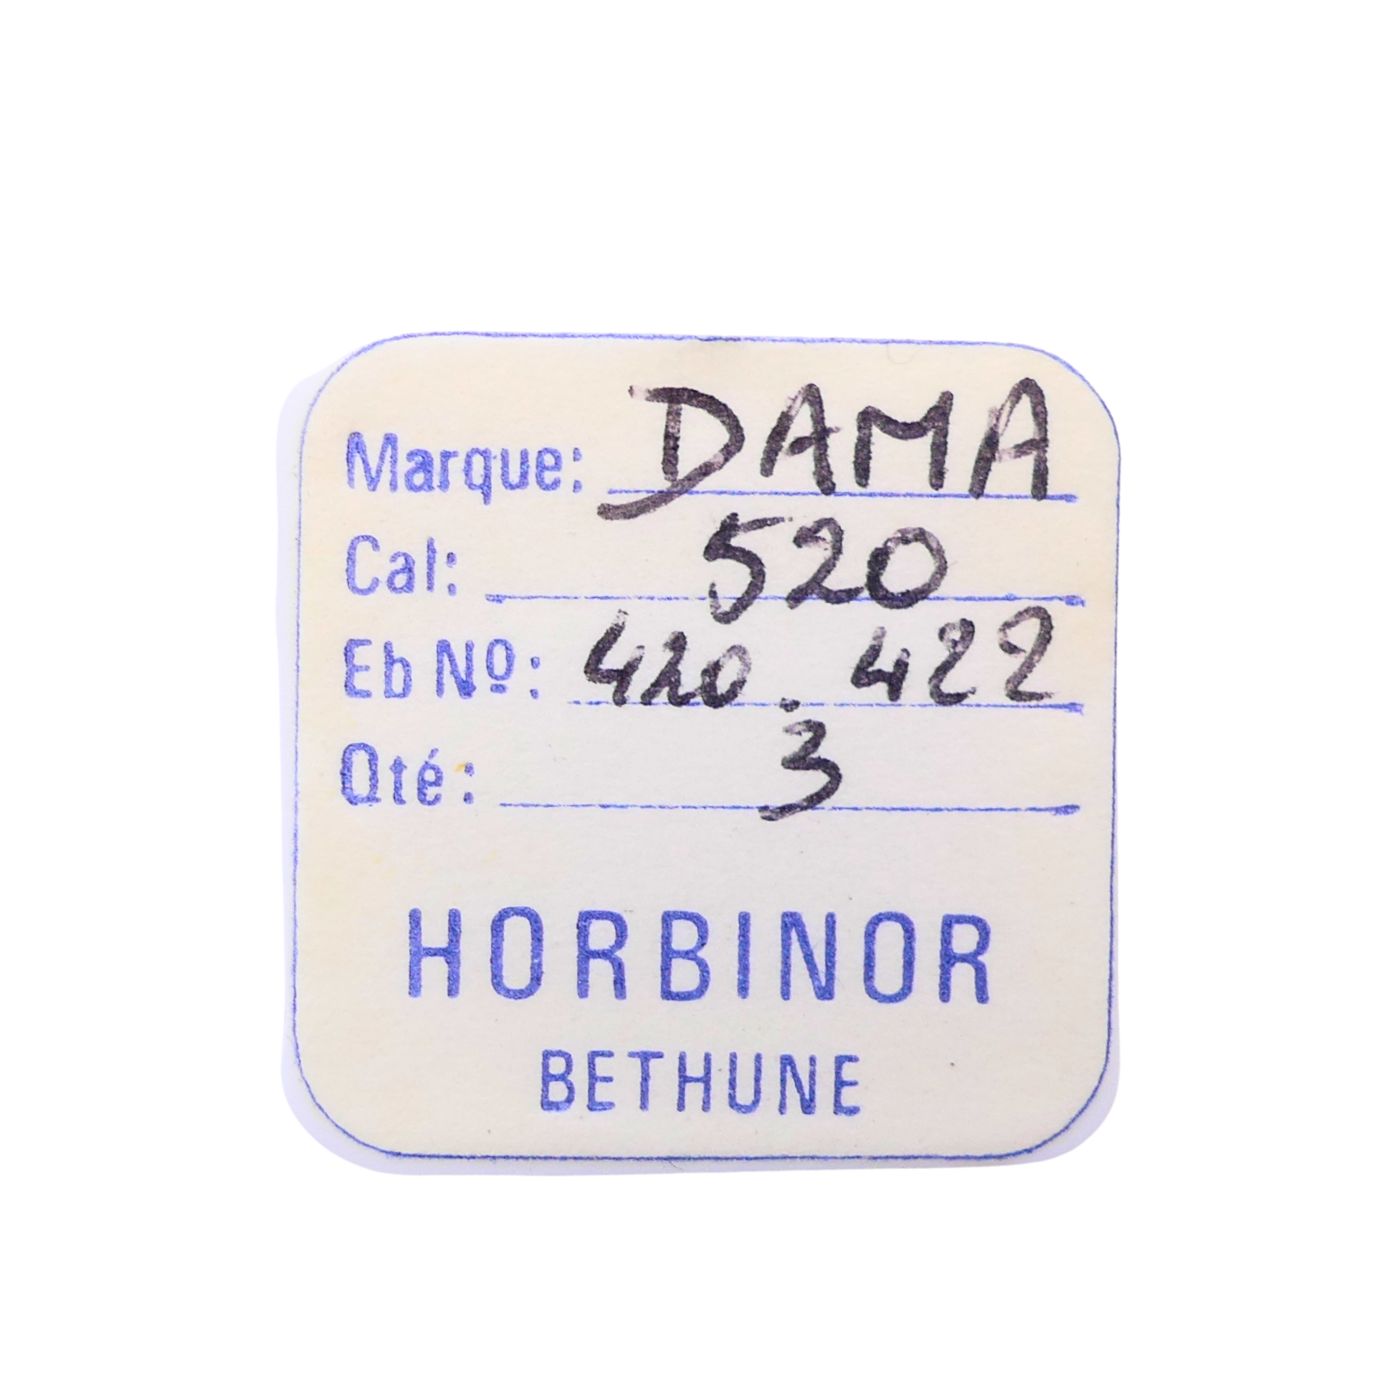 Marque: DAMA
Cal: 520
Eb Nº: 420. 422
Qté: 3
HORBINOR
BETHUNE